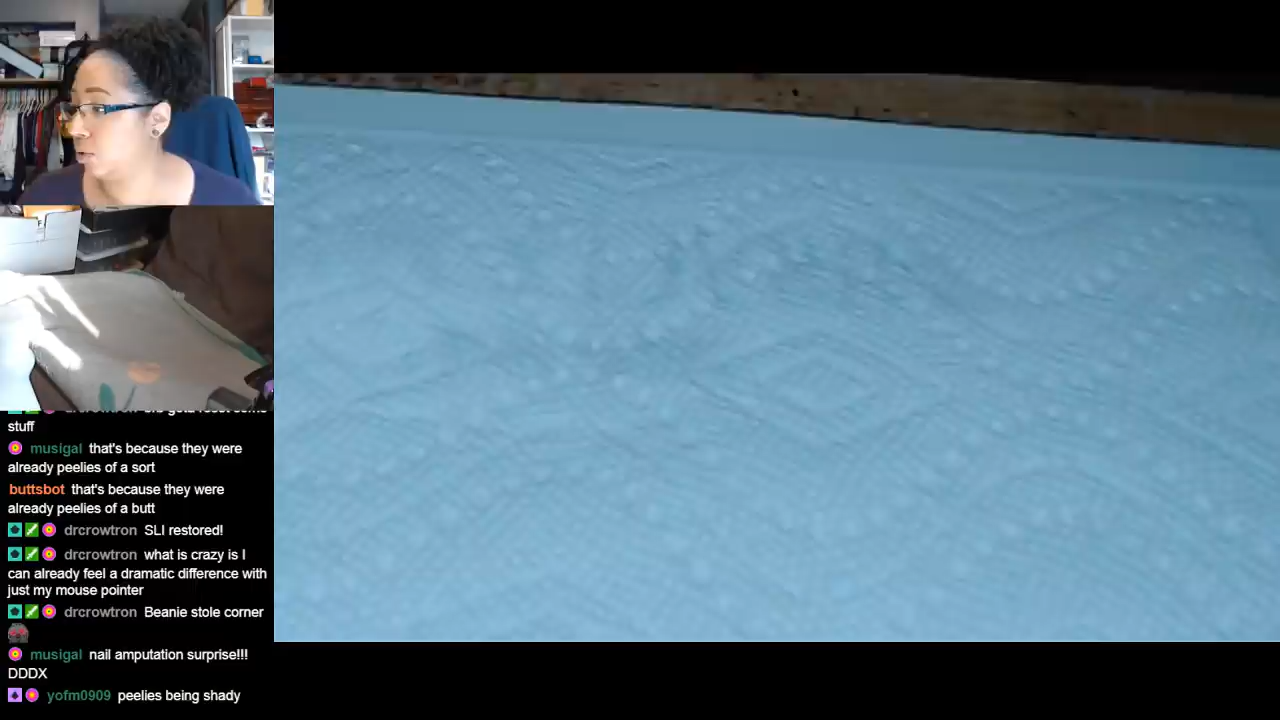 stuff
musigal that's because they were
already peelies of a sort
buttsbot that's because they were
already peelies of a butt
drcrowtron SLI restored!
drcrowtron what is crazy is I
can already feel a dramatic difference with
just my mouse pointer
drcrowtron Beanie stole corner
musigal nail amputation surprise!!!
DDDX
yofm0909 peelies being shady